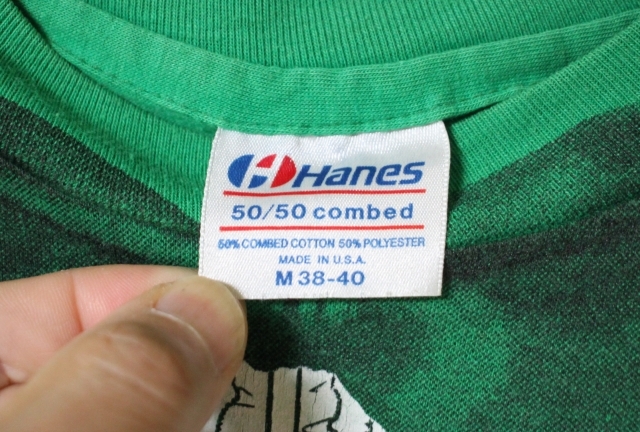 Hanes
50/50 combed
50% COMBED COTTON 50% POLYESTER
MADE IN U.S.A.
M 38-40